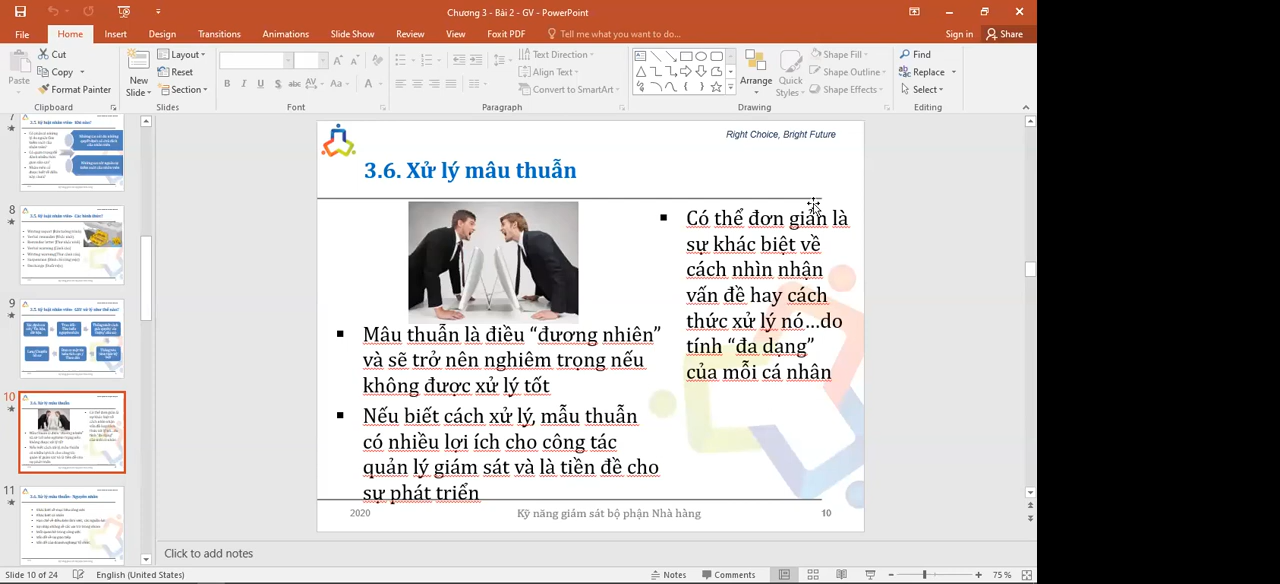 Chương 3 - Bài 2 - GV - PowerPoint
File Home Insert Design Transitions Animations Slide Show Review View Foxit PDF Tell me what you want to do... Sign in Share
Paste
Cut
Copy
Format Painter
Clipboard
New
Slide
Layout
Reset
Section
Slides
Font
Text Direction
Align Text
Convert to SmartArt
Paragraph
Arrange
Quick
Styles
Shape Fill
Shape Outline
Shape Effects
Drawing
Find
Replace
Select
Editing
7
8
9
10
11
Right Choice, Bright Future
3.6. Xử lý mâu thuẫn
Mâu thuẫn là điều “đương nhiên”
và sẽ trở nên nghiêm trọng nếu
không được xử lý tốt
Nếu biết cách xử lý, mẫu thuẫn
có nhiều lợi ích cho công tác
quản lý giám sát và là tiền đề cho
sự phát triển
Có thể đơn giản là
sự khác biệt về
cách nhìn nhận
vấn đề hay cách
thức xử lý nó...do
tính “đa dạng”
của mỗi cá nhân
2020 Kỹ năng giám sát bộ phận Nhà hàng 10
Click to add notes
Slide 10 of 24 English (United States) Notes Comments 75 %